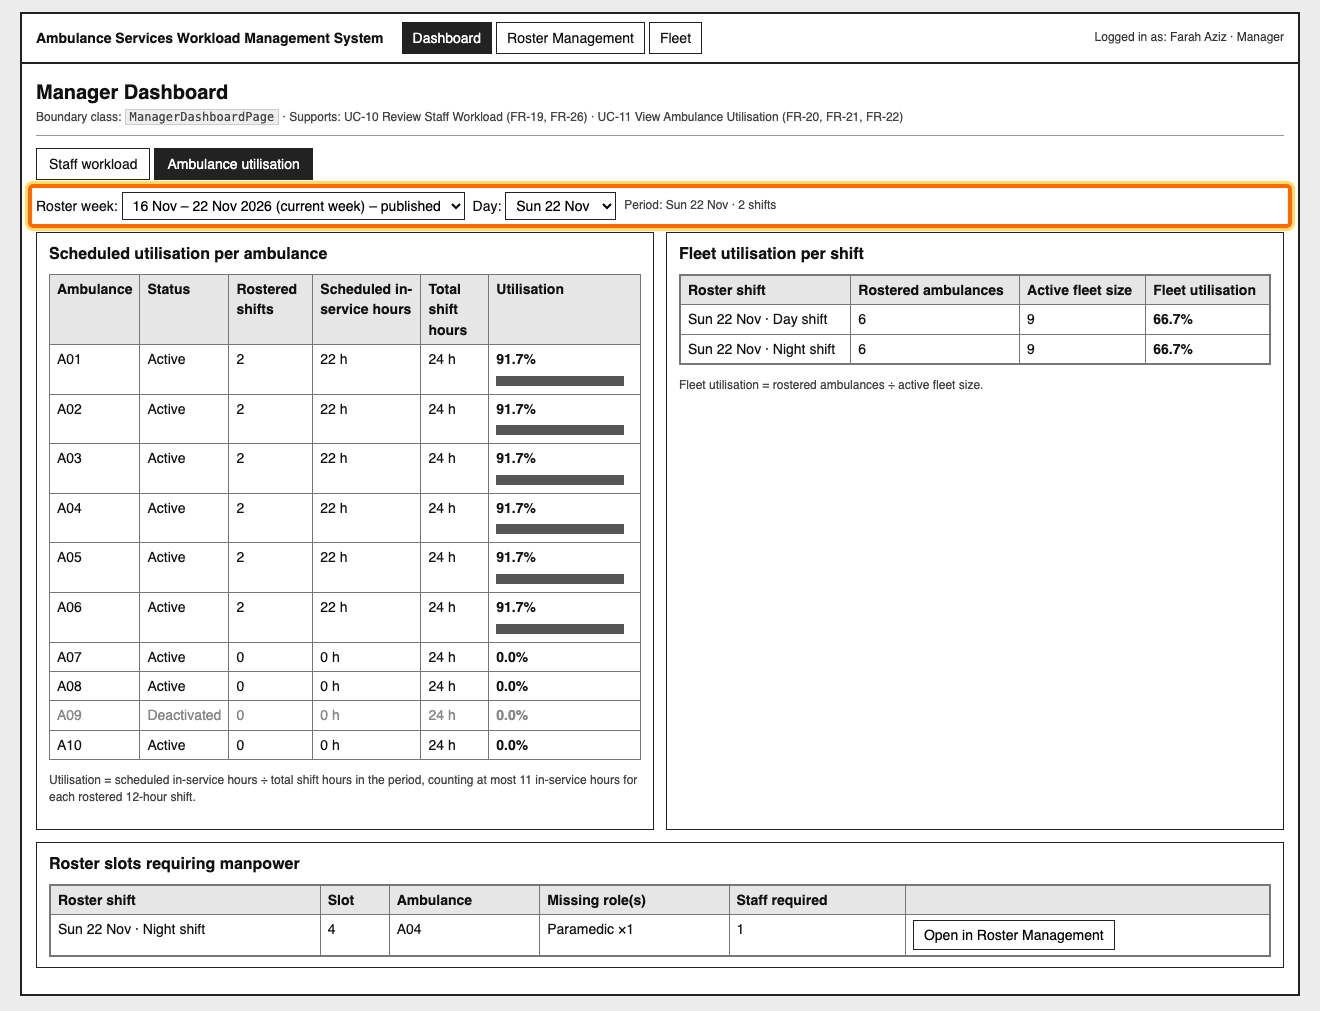 Ambulance Services Workload Management System Dashboard Roster Management Fleet Logged in as: Farah Aziz · Manager
Manager Dashboard
Boundary class: ManagerDashboardPage · Supports: UC-10 Review Staff Workload (FR-19, FR-26) · UC-11 View Ambulance Utilisation (FR-20, FR-21, FR-22)
Staff workload Ambulance utilisation
Roster week: 16 Nov – 22 Nov 2026 (current week) – published Day: Sun 22 Nov Period: Sun 22 Nov · 2 shifts
Scheduled utilisation per ambulance
Ambulance Status Rostered shifts Scheduled in-service hours Total shift hours Utilisation
A01 Active 2 22 h 24 h 91.7%
A02 Active 2 22 h 24 h 91.7%
A03 Active 2 22 h 24 h 91.7%
A04 Active 2 22 h 24 h 91.7%
A05 Active 2 22 h 24 h 91.7%
A06 Active 2 22 h 24 h 91.7%
A07 Active 0 0 h 24 h 0.0%
A08 Active 0 0 h 24 h 0.0%
A09 Deactivated 0 0 h 24 h 0.0%
A10 Active 0 0 h 24 h 0.0%
Utilisation = scheduled in-service hours ÷ total shift hours in the period, counting at most 11 in-service hours for
each rostered 12-hour shift.
Fleet utilisation per shift
Roster shift Rostered ambulances Active fleet size Fleet utilisation
Sun 22 Nov · Day shift 6 9 66.7%
Sun 22 Nov · Night shift 6 9 66.7%
Fleet utilisation = rostered ambulances ÷ active fleet size.
Roster slots requiring manpower
Roster shift Slot Ambulance Missing role(s) Staff required
Sun 22 Nov · Night shift 4 A04 Paramedic ×1 1 Open in Roster Management